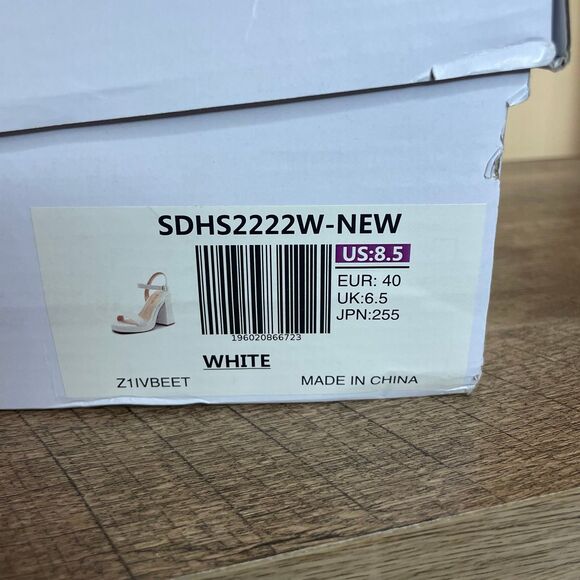 SDHS2222W-NEW
US:8.5
EUR: 40
UK:6.5
JPN:255
196020866723
WHITE
Z1IVBEET
MADE IN CHINA